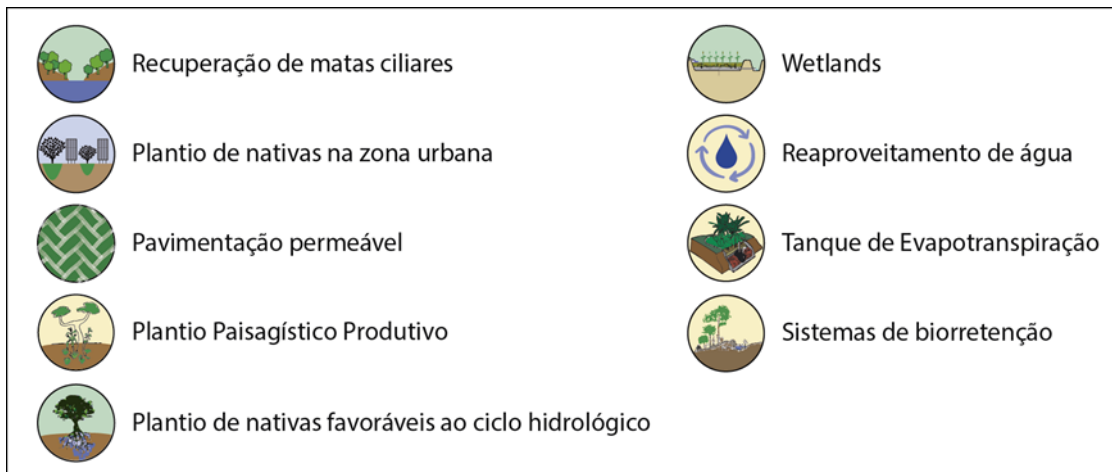 Recuperação de matas ciliares
Plantio de nativas na zona urbana
Pavimentação permeável
Plantio Paisagístico Produtivo
Plantio de nativas favoráveis ao ciclo hidrológico
Wetlands
Reaproveitamento de água
Tanque de Evapotranspiração
Sistemas de biorretenção